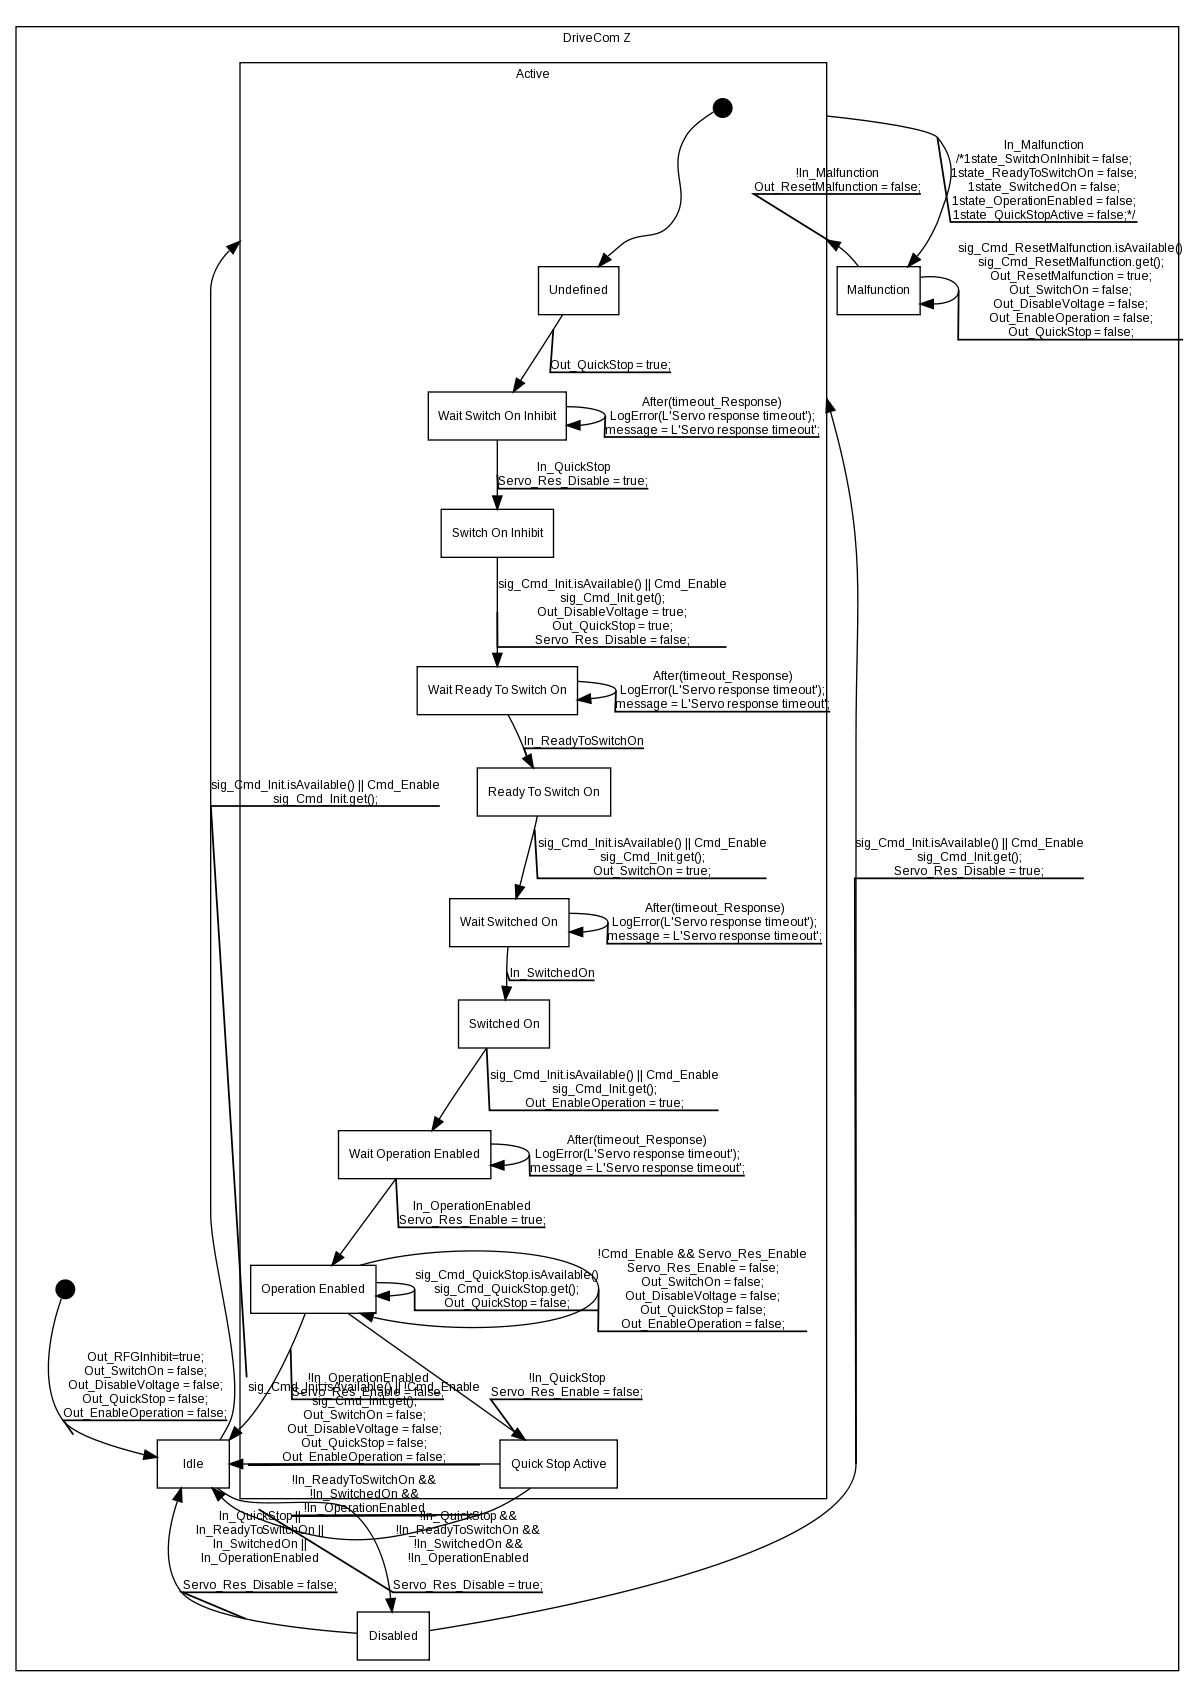 DriveCom Z
Active
In_Malfunction
/*1state_SwitchOnInhibit = false;
1state_ReadyToSwitchOn = false;
1state_SwitchedOn = false;
1state_OperationEnabled = false;
1state_QuickStopActive = false;*/
!In_Malfunction
Out_ResetMalfunction = false;
Undefined
Malfunction
sig_Cmd_ResetMalfunction.isAvailable()
sig_Cmd_ResetMalfunction.get();
Out_ResetMalfunction = true;
Out_SwitchOn = false;
Out_DisableVoltage = false;
Out_EnableOperation = false;
Out_QuickStop = false;
Out_QuickStop = true;
Wait Switch On Inhibit
After(timeout_Response)
LogError(L'Servo response timeout');
message = L'Servo response timeout';
In_QuickStop
Servo_Res_Disable = true;
Switch On Inhibit
sig_Cmd_Init.isAvailable() || Cmd_Enable
sig_Cmd_Init.get();
Out_DisableVoltage = true;
Out_QuickStop = true;
Servo_Res_Disable = false;
Wait Ready To Switch On
After(timeout_Response)
LogError(L'Servo response timeout');
message = L'Servo response timeout';
In_ReadyToSwitchOn
Ready To Switch On
sig_Cmd_Init.isAvailable() || Cmd_Enable
sig_Cmd_Init.get();
sig_Cmd_Init.isAvailable() || Cmd_Enable
sig_Cmd_Init.get();
Out_SwitchOn = true;
sig_Cmd_Init.isAvailable() || Cmd_Enable
sig_Cmd_Init.get();
Servo_Res_Disable = true;
Wait Switched On
After(timeout_Response)
LogError(L'Servo response timeout');
message = L'Servo response timeout';
In_SwitchedOn
Switched On
sig_Cmd_Init.isAvailable() || Cmd_Enable
sig_Cmd_Init.get();
Out_EnableOperation = true;
Wait Operation Enabled
After(timeout_Response)
LogError(L'Servo response timeout');
message = L'Servo response timeout';
In_OperationEnabled
Servo_Res_Enable = true;
Operation Enabled
sig_Cmd_QuickStop.isAvailable()
sig_Cmd_QuickStop.get();
Out_QuickStop = false;
!Cmd_Enable && Servo_Res_Enable
Servo_Res_Enable = false;
Out_SwitchOn = false;
Out_DisableVoltage = false;
Out_QuickStop = false;
Out_EnableOperation = false;
Out_RFGInhibit=true;
Out_SwitchOn = false;
Out_DisableVoltage = false;
Out_QuickStop = false;
Out_EnableOperation = false;
!In_OperationEnabled
Servo_Res_Enable = false;
!In_QuickStop
Servo_Res_Enable = false;
sig_Cmd_Init.isAvailable() || !Cmd_Enable
sig_Cmd_Init.get();
Out_SwitchOn = false;
Out_DisableVoltage = false;
Out_QuickStop = false;
Out_EnableOperation = false;
Idle
Quick Stop Active
!In_ReadyToSwitchOn &&
!In_SwitchedOn &&
!In_OperationEnabled
In_QuickStop ||
In_ReadyToSwitchOn ||
In_SwitchedOn ||
In_OperationEnabled
Servo_Res_Disable = false;
!In_QuickStop &&
!In_ReadyToSwitchOn &&
!In_SwitchedOn &&
!In_OperationEnabled
Servo_Res_Disable = true;
Disabled